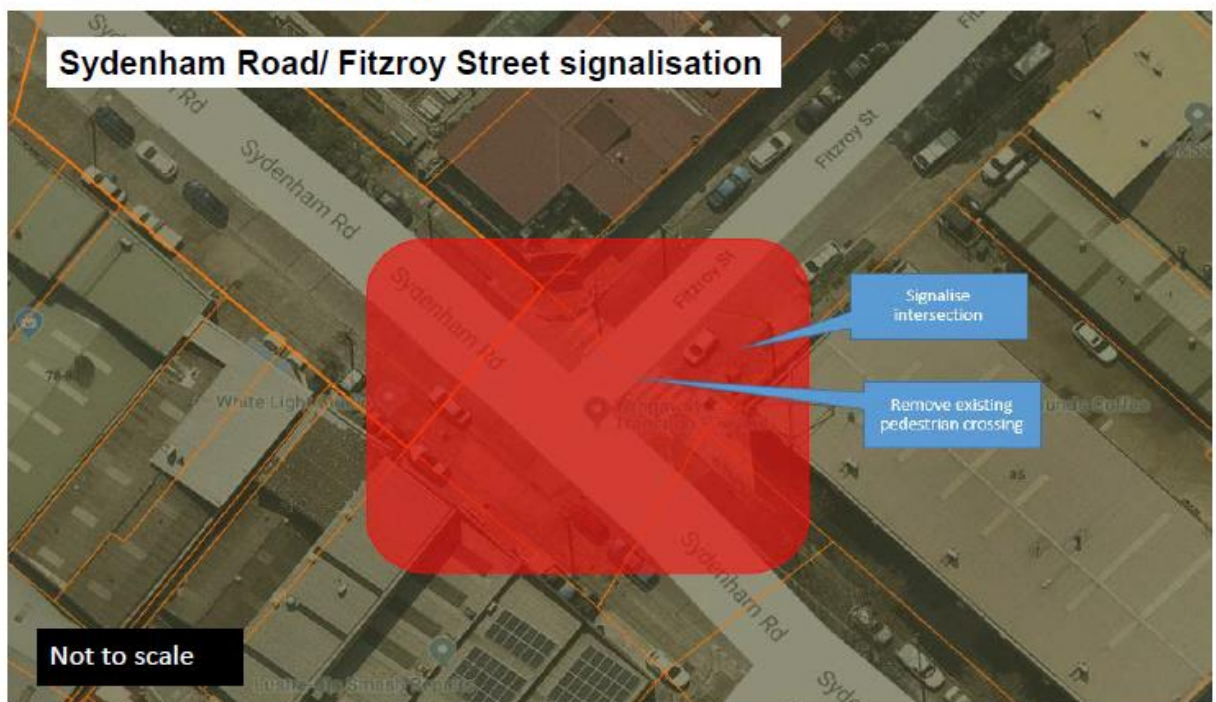 Sydenham Road/ Fitzroy Street signalisation
Rd
Sydenham Rd
Fitzroy St
Sydenham Rd
Fitzroy St
Signalise
intersection
Remove existing
pedestrian crossing
White Light
85
Sydenham Rd
Not to scale